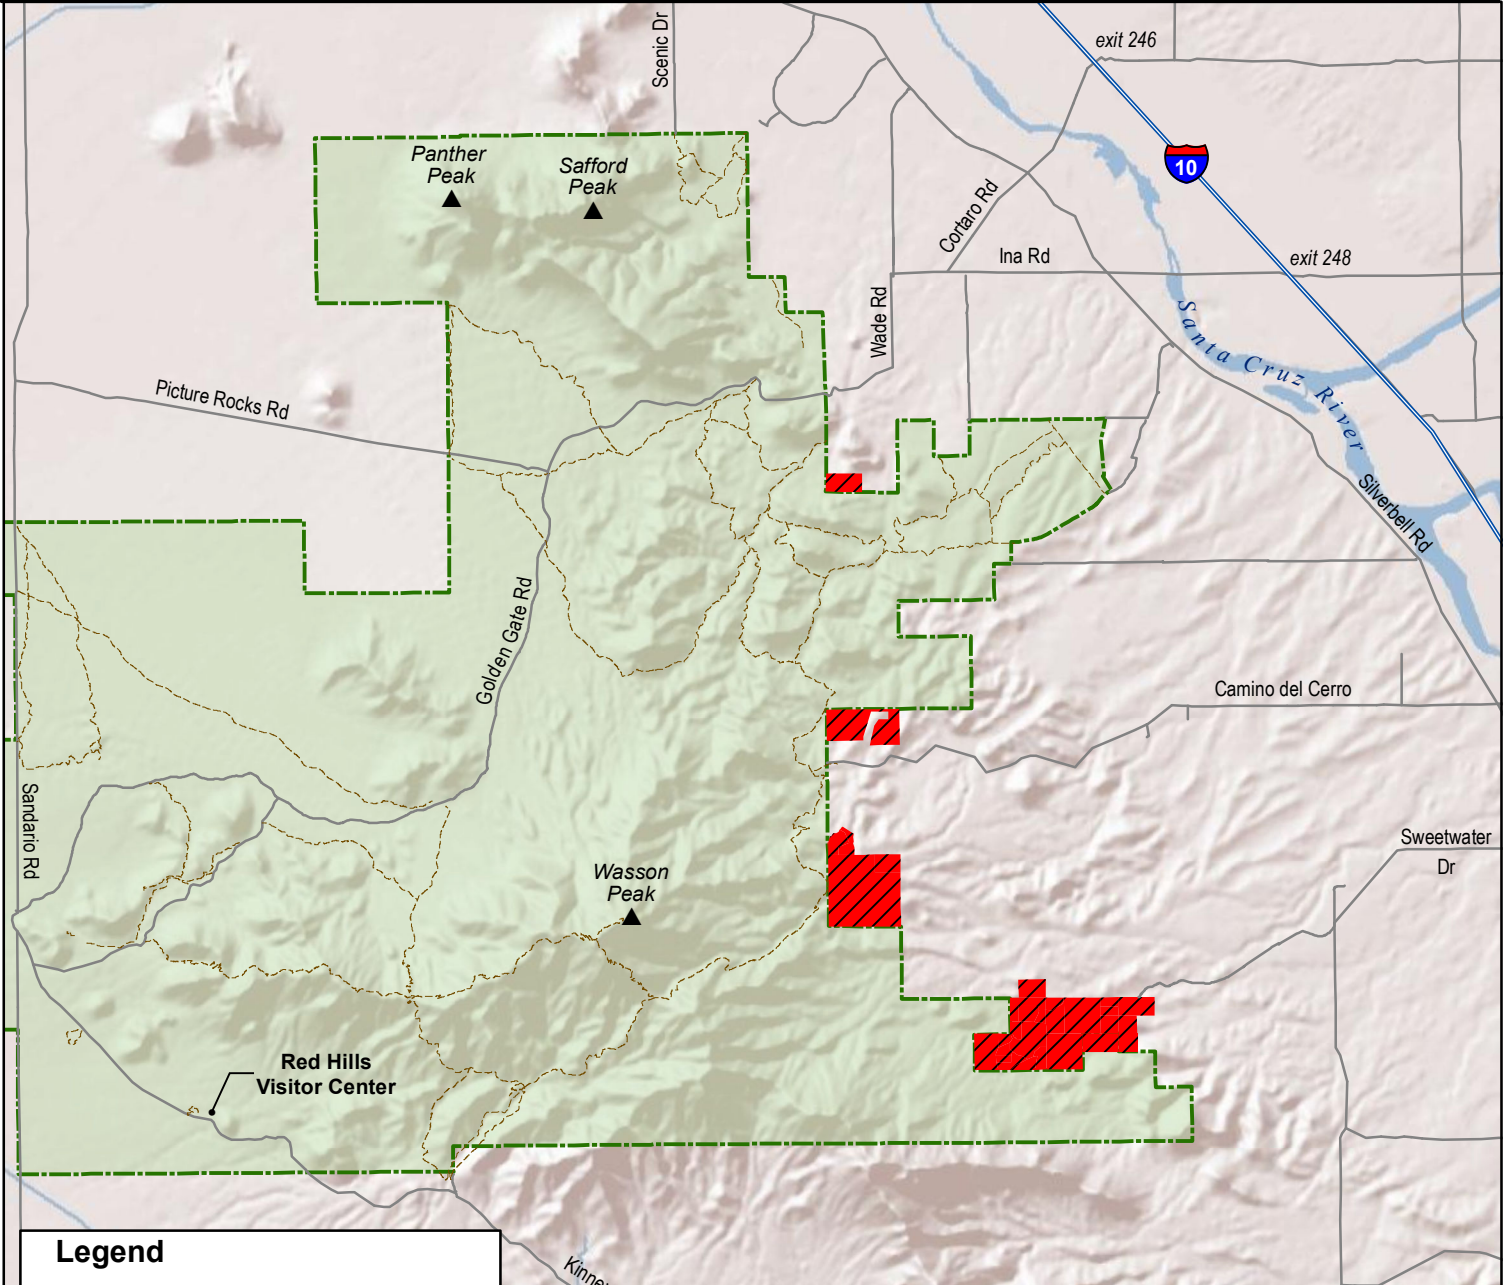 Scenic Dr
exit 246
10
Panther
Peak
Safford
Peak
Cortaro Rd
Ina Rd
exit 248
Wade Rd
Santa Cruz River
Picture Rocks Rd
Silverbell Rd
Golden Gate Rd
Camino del Cerro
Sandario Rd
Sweetwater
Dr
Wasson
Peak
Red Hills
Visitor Center
Legend
Kinne